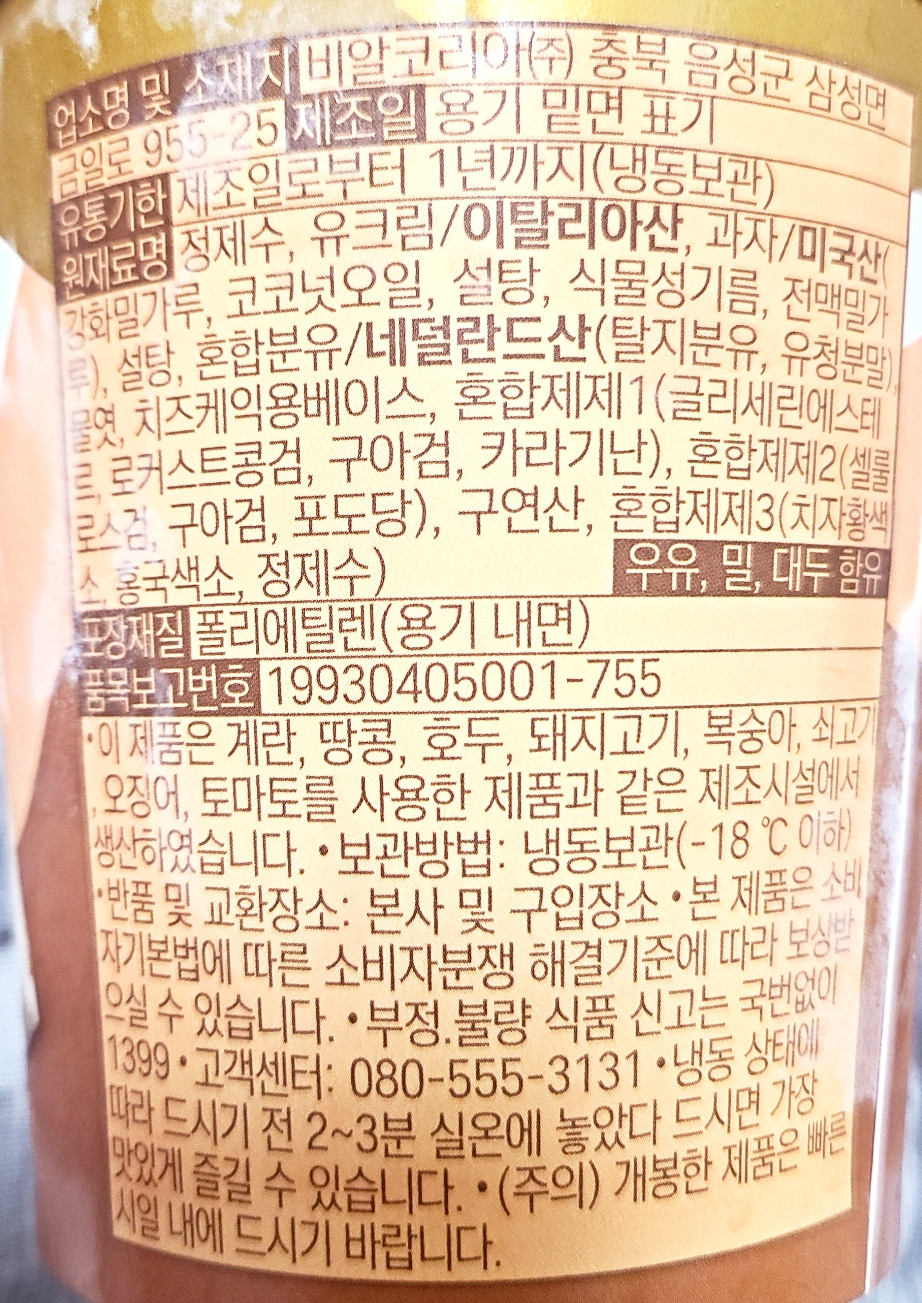 업소명 및 소재지 비알코리아(주) 충북 음성군 삼성면
금일로 955-25 제조일 용기 밑면 표기
유통기한 제조일로부터 1년까지(냉동보관)
원재료명 정제수, 유크림/이탈리아산, 과자/미국산(
강화밀가루, 코코넛오일, 설탕, 식물성기름, 전맥밀가
루), 설탕, 혼합분유/네덜란드산(탈지분유, 유청분말),
물엿, 치즈케익용베이스, 혼합제제1(글리세린에스테
르, 로커스트콩검, 구아검, 카라기난), 혼합제제2(셀룰
로스검, 구아검, 포도당), 구연산, 혼합제제3(치자황색
소, 홍국색소, 정제수) 우유, 밀, 대두 함유
포장재질 폴리에틸렌(용기 내면)
품목보고번호 19930405001-755
·이 제품은 계란, 땅콩, 호두, 돼지고기, 복숭아, 쇠고기
, 오징어, 토마토를 사용한 제품과 같은 제조시설에서
생산하였습니다. ·보관방법: 냉동보관(-18℃ 이하)
·반품 및 교환장소: 본사 및 구입장소 ·본 제품은 소비
자기본법에 따른 소비자분쟁 해결기준에 따라 보상받
으실 수 있습니다. ·부정.불량 식품 신고는 국번없이
1399 ·고객센터: 080-555-3131 ·냉동 상태에
따라 드시기 전 2~3분 실온에 놓았다 드시면 가장
맛있게 즐길 수 있습니다. ·(주의) 개봉한 제품은 빠른
시일 내에 드시기 바랍니다.